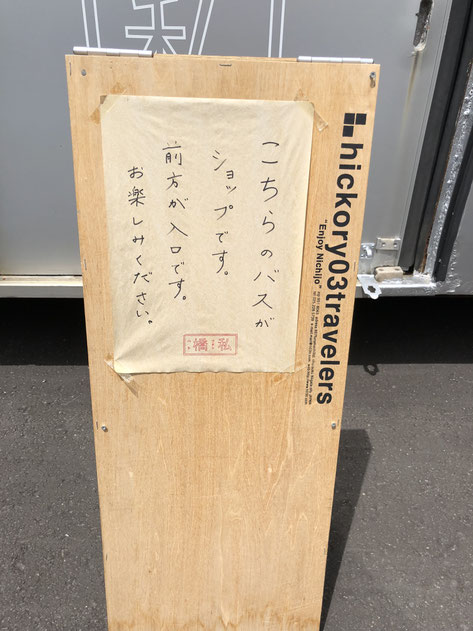 こちらのバスが
ショップです。
前方が入口です。
お楽しみください。
hickory03travelers
"Enjoy Nichijo"